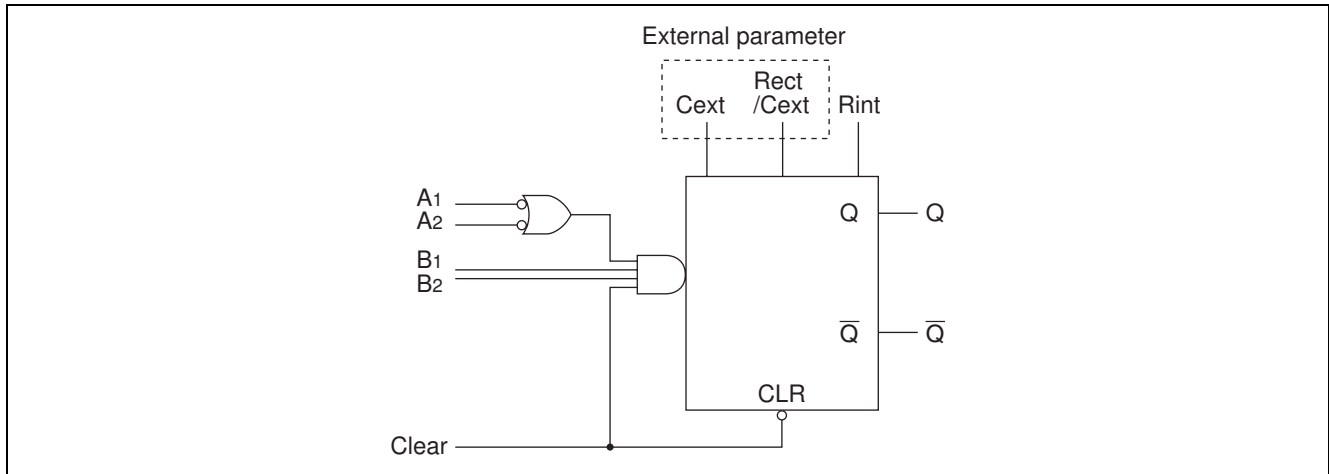 External parameter
Rect
Cext /Cext Rint
A1
A2
B1
B2
Q Q
Q̅ Q̅
CLR
Clear